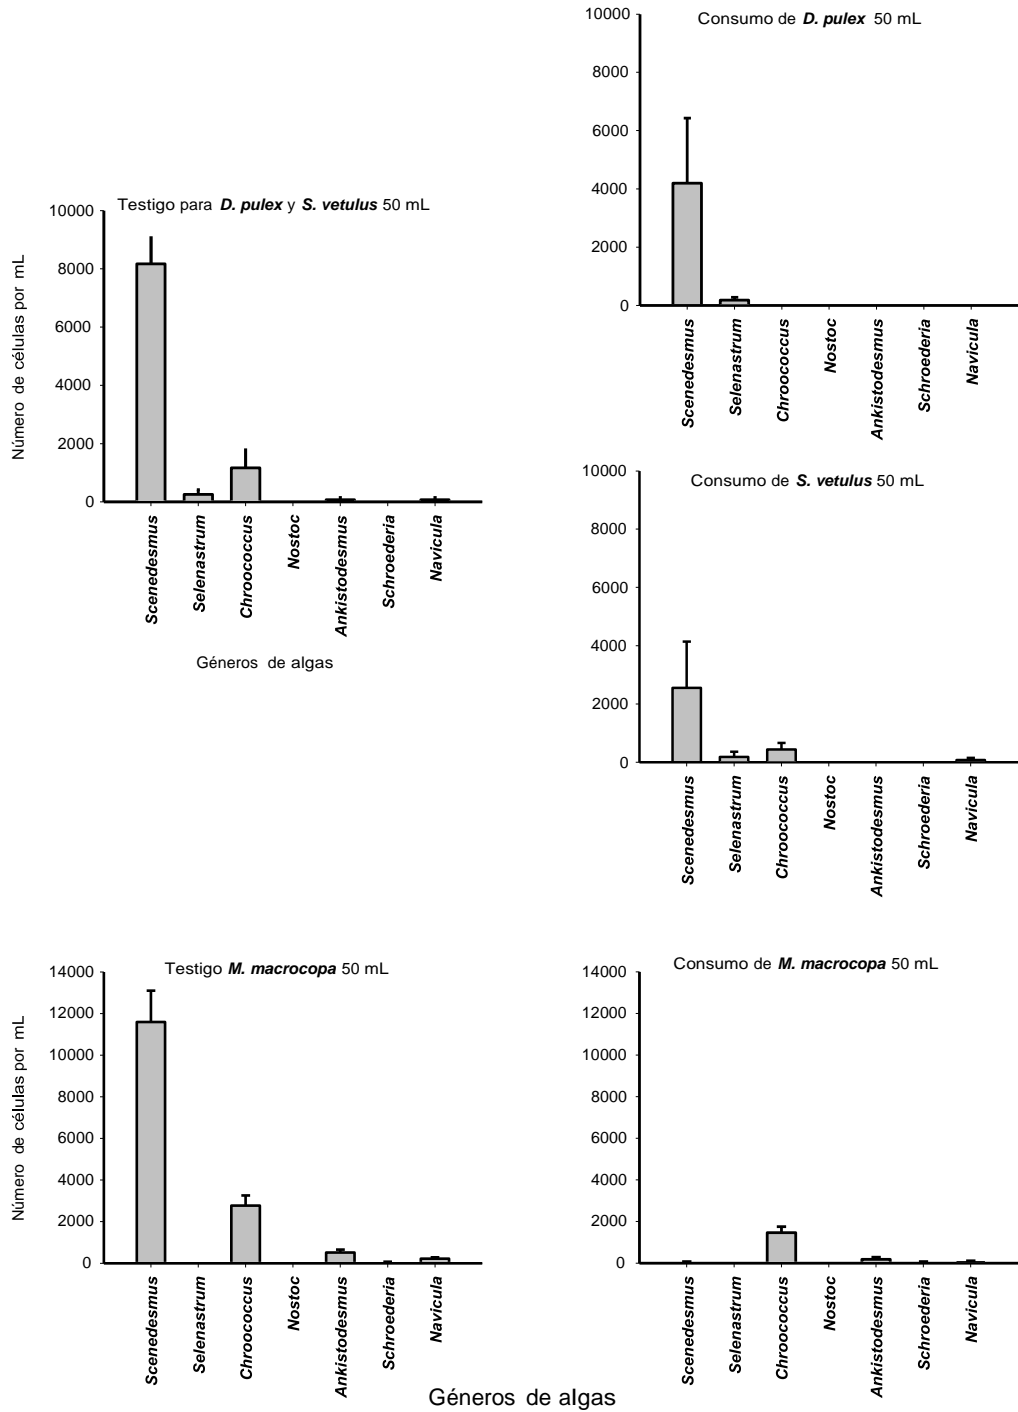 Consumo de D. pulex 50 mL
10000
8000
6000
4000
2000
0
Scenedesmus
Selenastrum
Chroococcus
Nostoc
Ankistodesmus
Schroederia
Navicula
Testigo para D. pulex y S. vetulus 50 mL
Número de células por mL
10000
8000
6000
4000
2000
0
Scenedesmus
Selenastrum
Chroococcus
Nostoc
Ankistodesmus
Schroederia
Navicula
Géneros de algas
Consumo de S. vetulus 50 mL
10000
8000
6000
4000
2000
0
Scenedesmus
Selenastrum
Chroococcus
Nostoc
Ankistodesmus
Schroederia
Navicula
Testigo M. macrocopa 50 mL
Número de células por mL
14000
12000
10000
8000
6000
4000
2000
0
Scenedesmus
Selenastrum
Chroococcus
Nostoc
Ankistodesmus
Schroederia
Navicula
Consumo de M. macrocopa 50 mL
14000
12000
10000
8000
6000
4000
2000
0
Scenedesmus
Selenastrum
Chroococcus
Nostoc
Ankistodesmus
Schroederia
Navicula
Géneros de algas